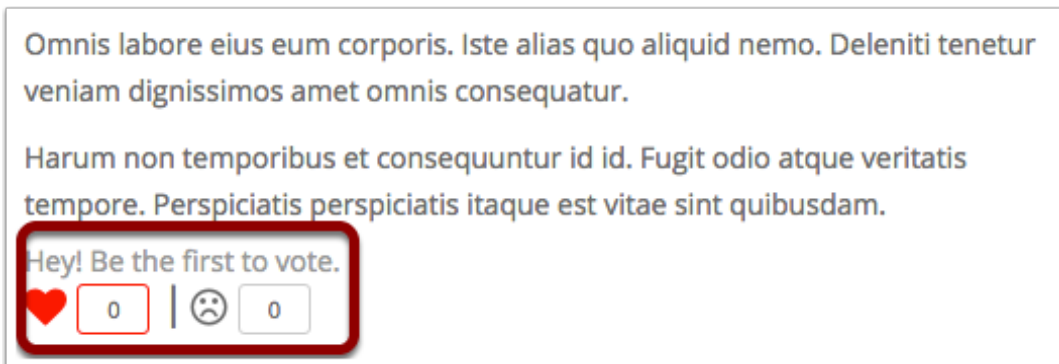 Omnis labore eius eum corporis. Iste alias quo aliquid nemo. Deleniti tenetur
veniam dignissimos amet omnis consequatur.
Harum non temporibus et consequuntur id id. Fugit odio atque veritatis
tempore. Perspiciatis perspiciatis itaque est vitae sint quibusdam.
Hey! Be the first to vote.
0 | 0